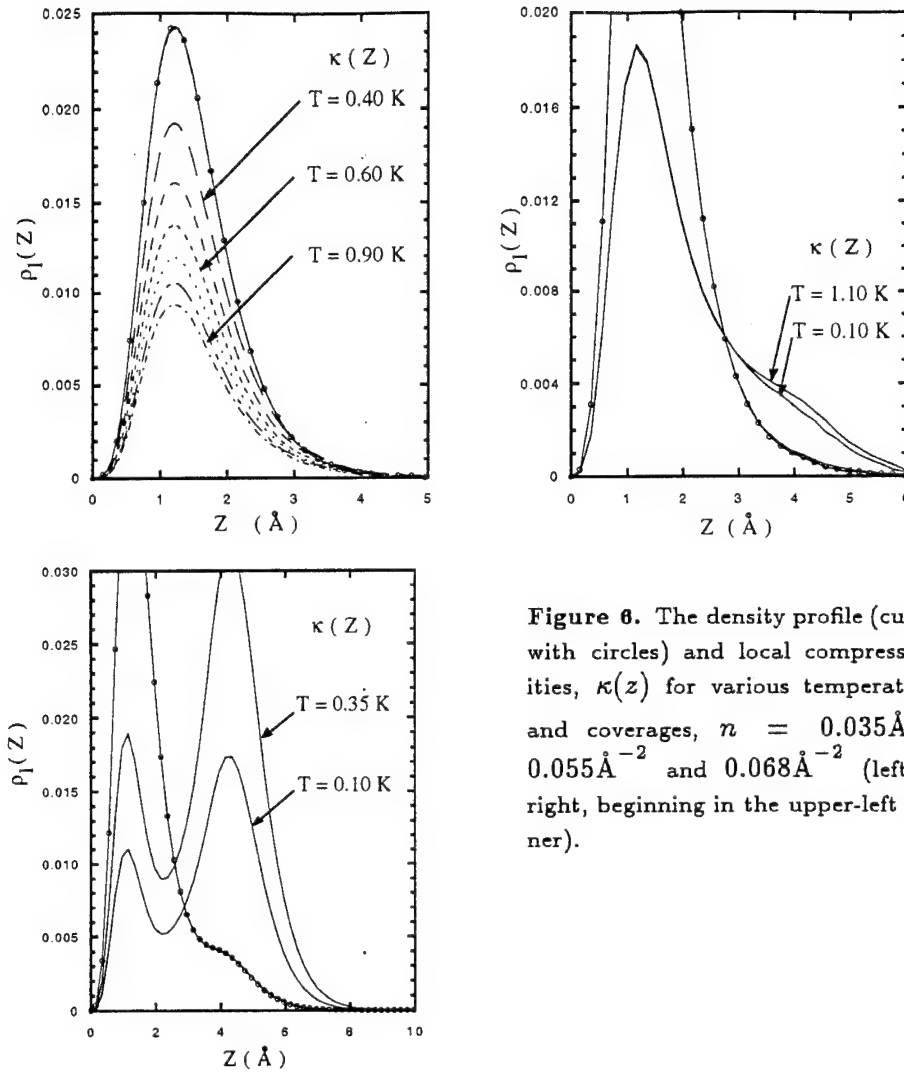 0.025
0.020
0.015
0.010
0.005
0
ρ₁(Z)
κ(Z)
T = 0.40 K
T = 0.60 K
T = 0.90 K
0 1 2 3 4 5
Z (Å)
0.020
0.016
0.012
0.008
0.004
0
ρ₁(Z)
κ(Z)
T = 1.10 K
T = 0.10 K
0 1 2 3 4 5 6
Z (Å)
0.030
0.025
0.020
0.015
0.010
0.005
0
ρ₁(Z)
κ(Z)
T = 0.35 K
T = 0.10 K
0 2 4 6 8 10
Z (Å)
Figure 6. The density profile
with circles) and local
ities, κ(z) for various
and coverages, n = 0.035Å
0.055Å⁻² and 0.068Å⁻² (left
right, beginning in the upper-left
ner).